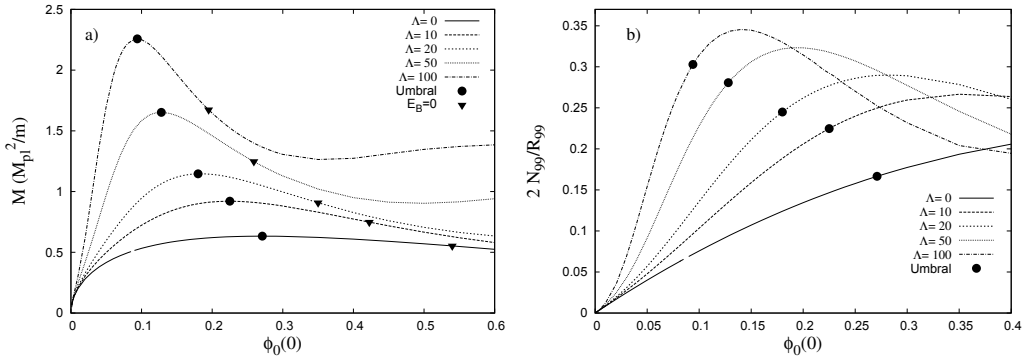 a)
Λ= 0
Λ= 10
Λ= 20
Λ= 50
Λ= 100
Umbral
E_B=0
M (M_pl^2/m)
2.5
2
1.5
1
0.5
0
0 0.1 0.2 0.3 0.4 0.5 0.6
ϕ_0(0)
b)
2 N_99/R_99
0.35
0.3
0.25
0.2
0.15
0.1
0.05
0
Λ= 0
Λ= 10
Λ= 20
Λ= 50
Λ= 100
Umbral
0 0.05 0.1 0.15 0.2 0.25 0.3 0.35 0.4
ϕ_0(0)